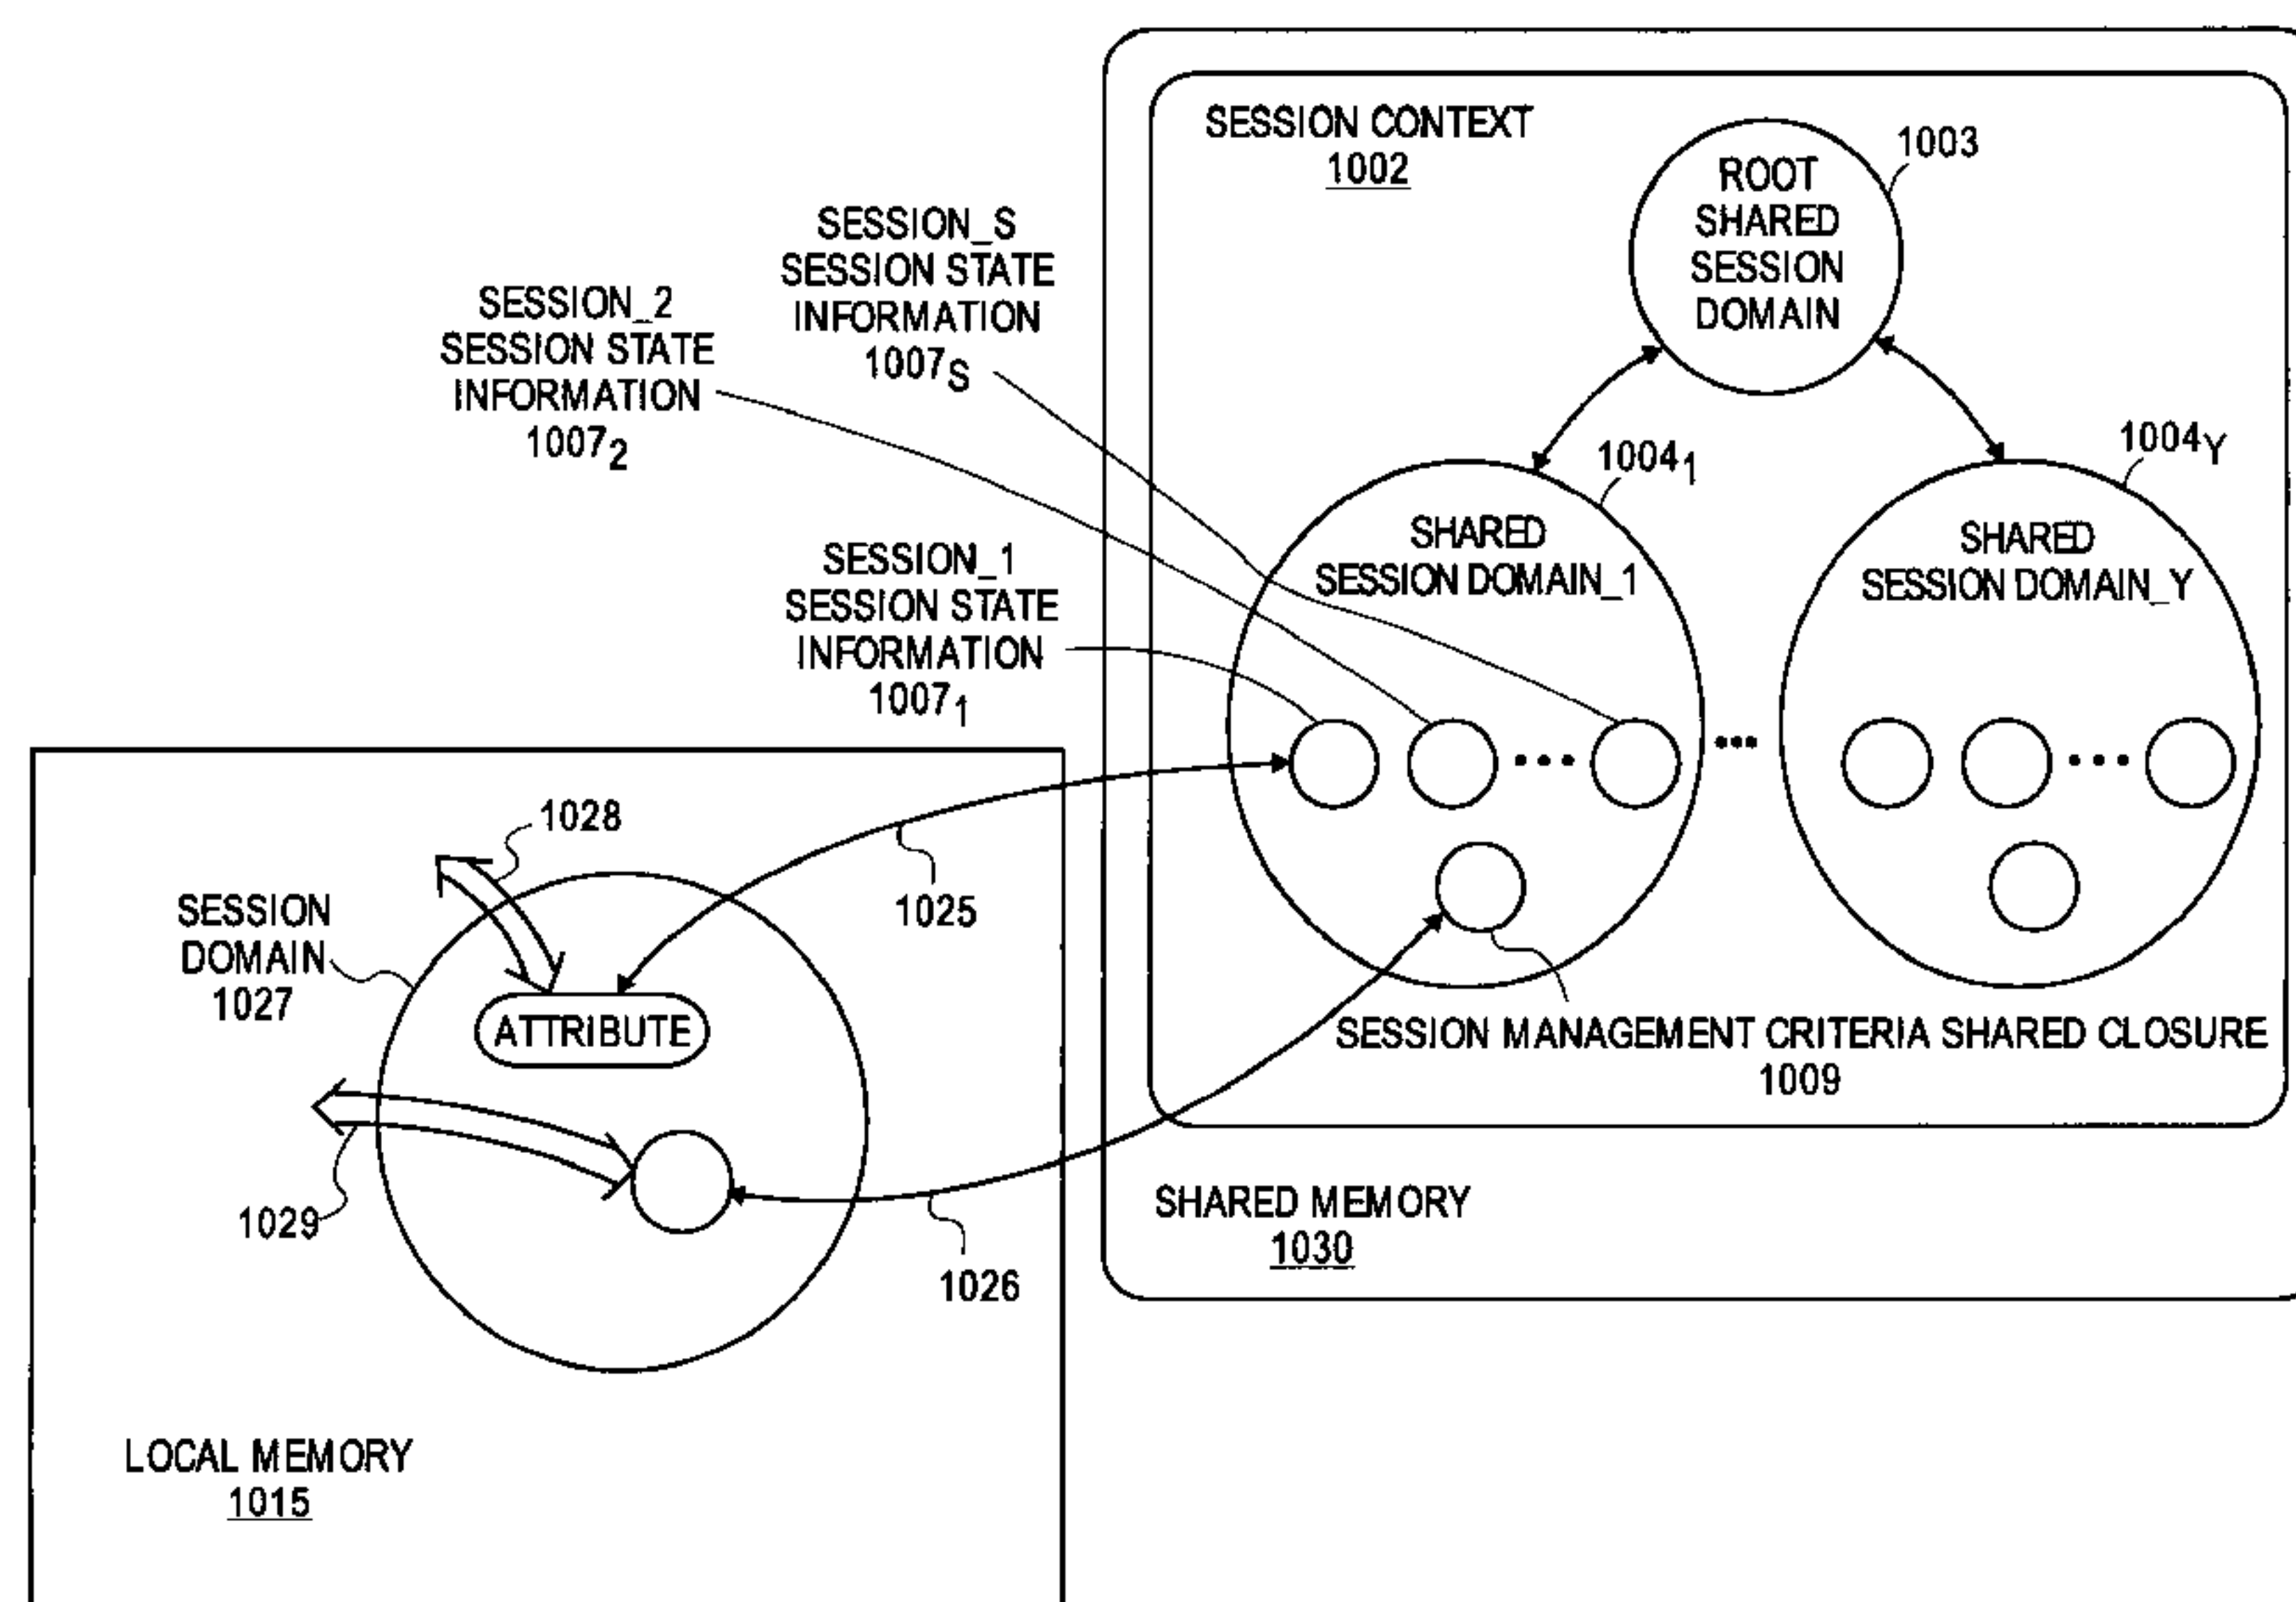 SESSION CONTEXT
1002
1003
ROOT
SHARED
SESSION
DOMAIN
SESSION_S
SESSION STATE
INFORMATION
1007S
SESSION_2
SESSION STATE
INFORMATION
10072
10041
1004Y
SHARED
SESSION DOMAIN_1
SHARED
SESSION DOMAIN_Y
SESSION_1
SESSION STATE
INFORMATION
10071
1028
1025
SESSION
DOMAIN
1027
ATTRIBUTE
SESSION MANAGEMENT CRITERIA SHARED CLOSURE
1009
1029
1026
SHARED MEMORY
1030
LOCAL MEMORY
1015